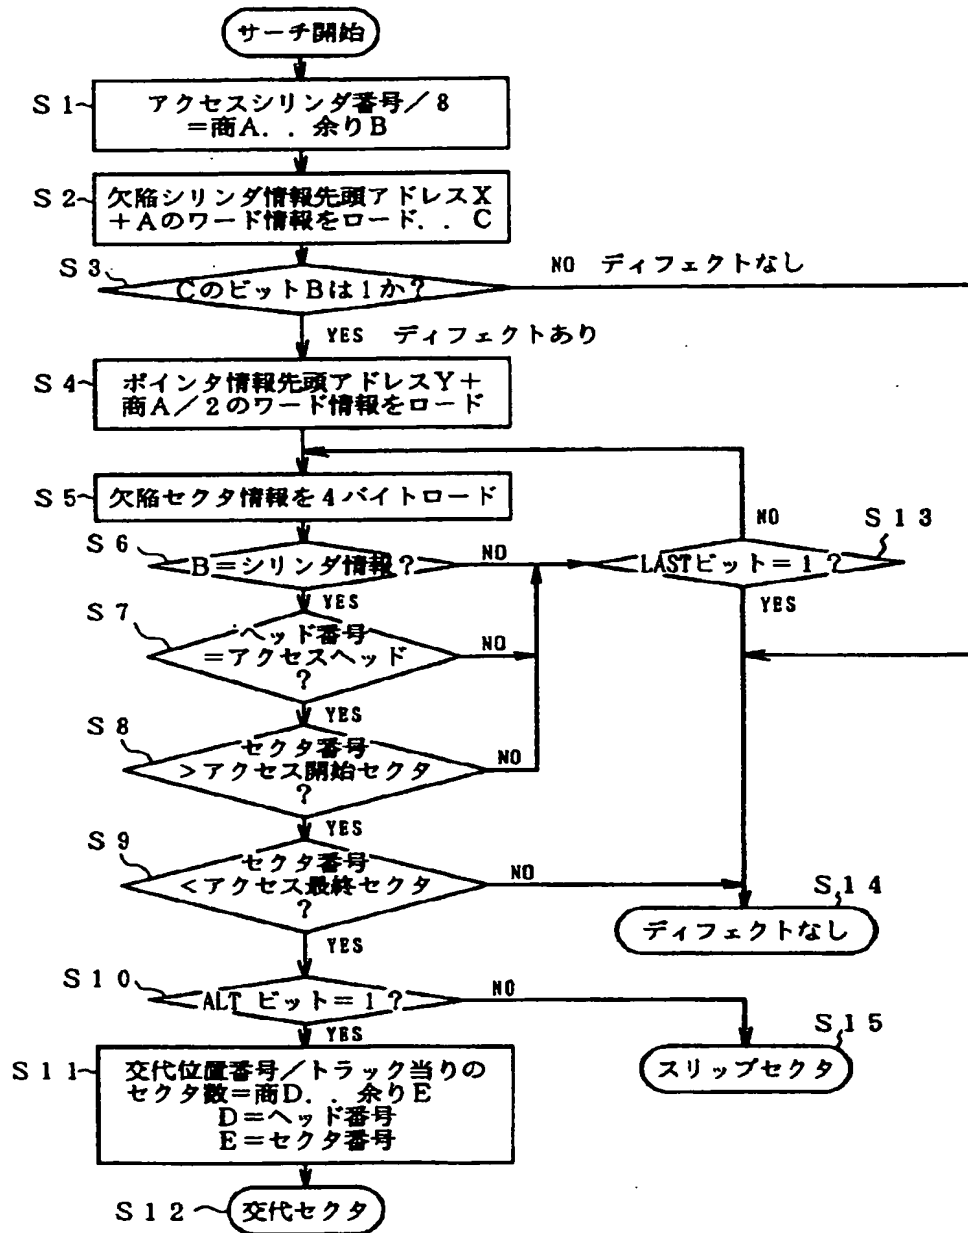 サーチ開始
S1
アクセスシリンダ番号/8
=商A..余りB
S2
欠陥シリンダ情報先頭アドレスX
+Aのワード情報をロード..C
S3
CのビットBは1か?
NO ディフェクトなし
YES ディフェクトあり
S4
ポインタ情報先頭アドレスY+
商A/2のワード情報をロード
S5
欠陥セクタ情報を4バイトロード
S6
B=シリンダ情報?
NO
YES
S13
LASTビット=1?
NO
YES
S7
ヘッド番号
=アクセスヘッド
?
NO
YES
S8
セクタ番号
>アクセス開始セクタ
?
NO
YES
S9
セクタ番号
<アクセス最終セクタ
?
NO
YES
S14
ディフェクトなし
S10
ALT ビット=1?
NO
YES
S15
スリップセクタ
S11
交代位置番号/トラック当りの
セクタ数=商D..余りE
D=ヘッド番号
E=セクタ番号
S12
交代セクタ